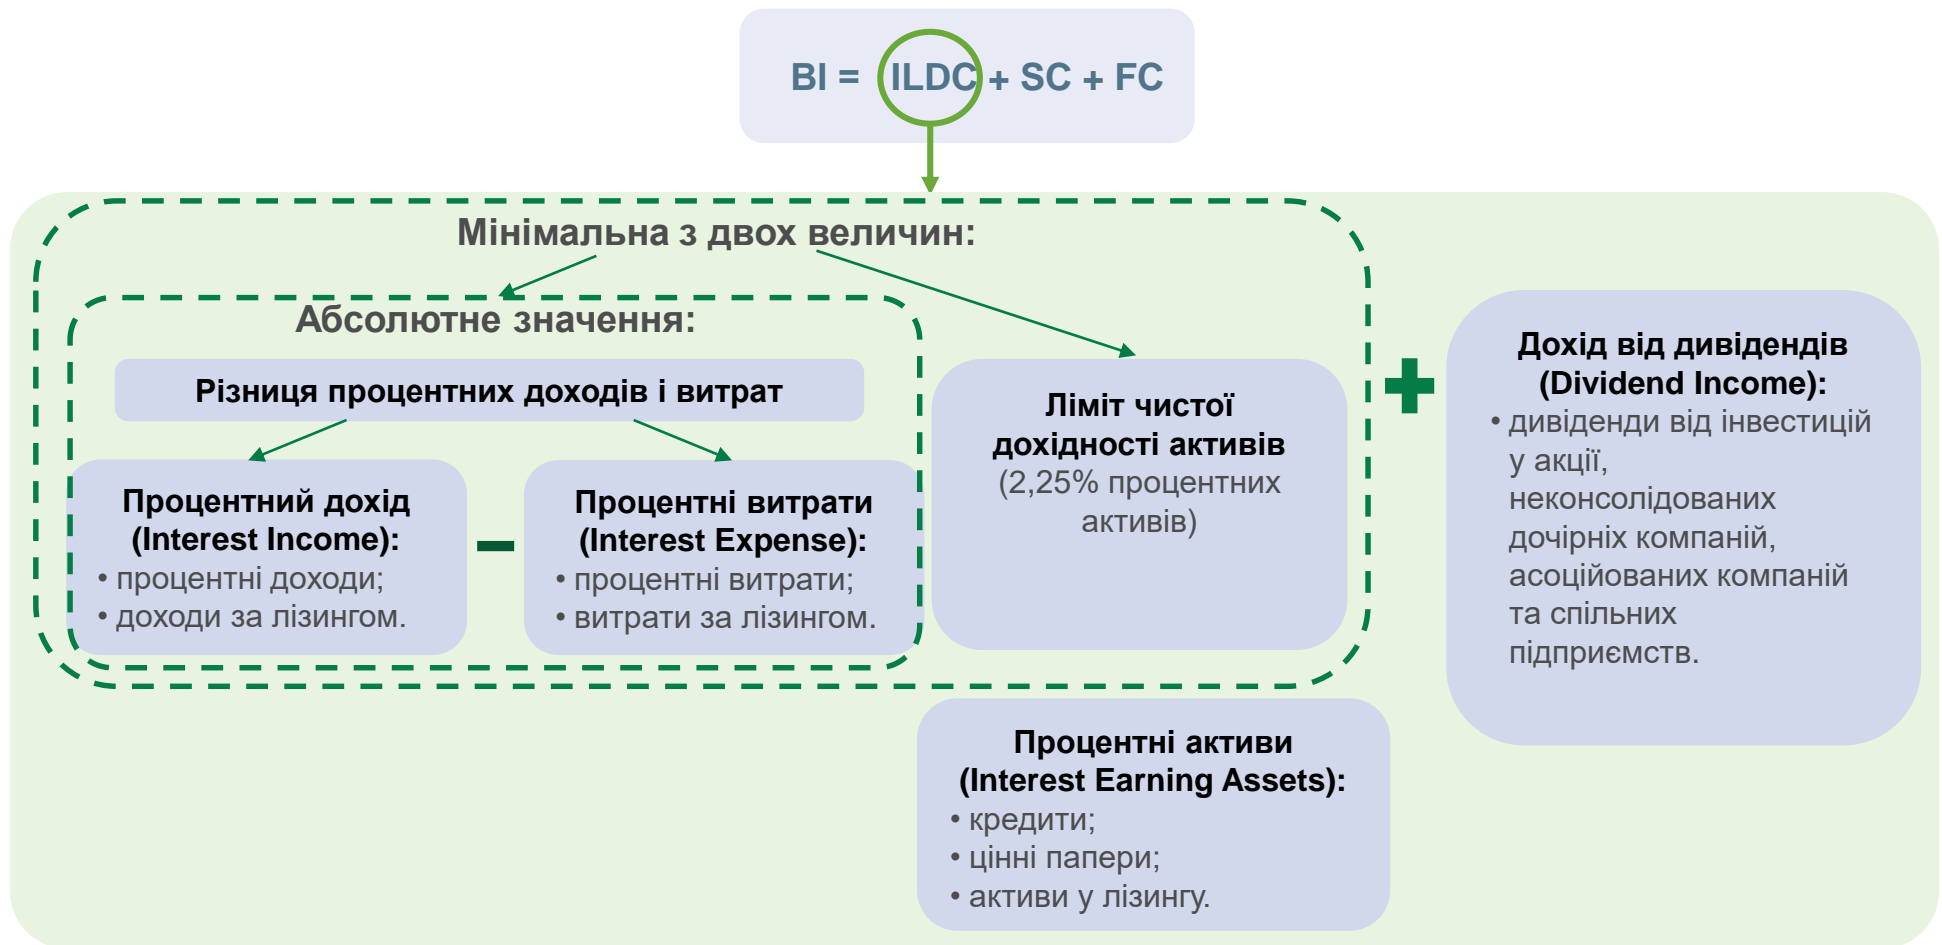 BI = ILDC + SC + FC
Мінімальна з двох величин:
Абсолютне значення:
Різниця процентних доходів і витрат
Процентний дохід
(Interest Income):
• процентні доходи;
• доходи за лізингом.
Процентні витрати
(Interest Expense):
• процентні витрати;
• витрати за лізингом.
Ліміт чистої
дохідності активів
(2,25% процентних
активів)
Дохід від дивідендів
(Dividend Income):
• дивіденди від інвестицій
у акції,
неконсолідованих
дочірніх компаній,
асоційованих компаній
та спільних
підприємств.
Процентні активи
(Interest Earning Assets):
• кредити;
• цінні папери;
• активи у лізингу.